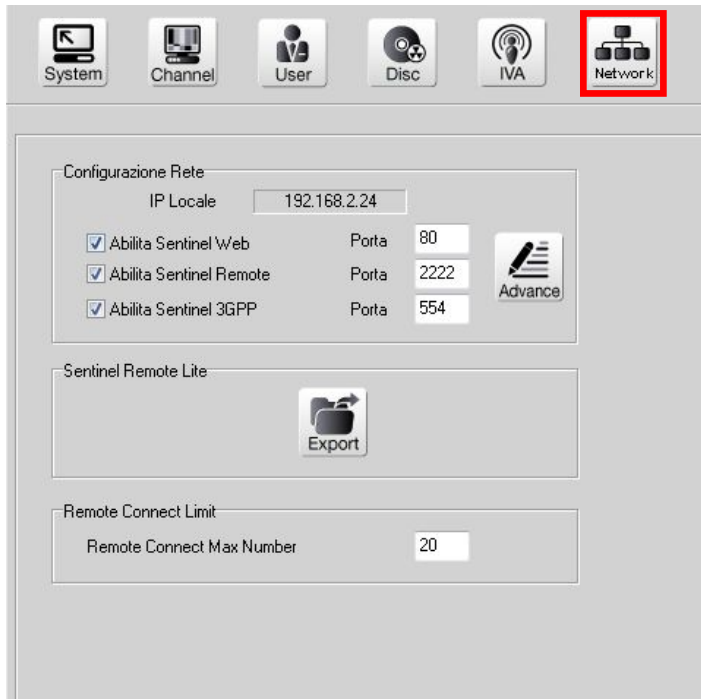 System Channel User Disc IVA Network
Configurazione Rete
IP Locale 192.168.2.24
Abilita Sentinel Web Porta 80
Abilita Sentinel Remote Porta 2222
Advance
Abilita Sentinel 3GPP Porta 554
Sentinel Remote Lite
Export
Remote Connect Limit
Remote Connect Max Number 20